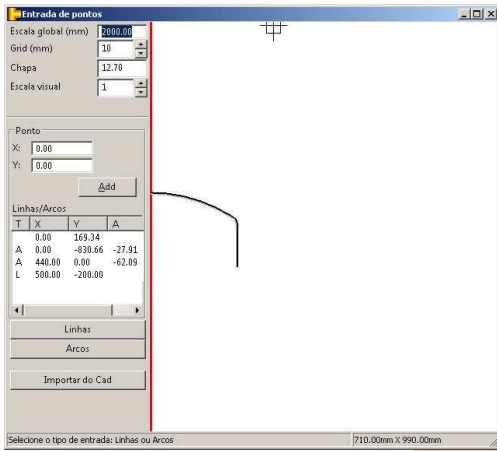 Entrada de pontos
Escala global (mm) 2000.00
Grid (mm) 10
Chapa 12.70
Escala visual 1
Ponto
X: 0.00
Y: 0.00
Add
Linhas/Arcos
T X Y A
0.00 169.34
A 0.00 -830.66 -27.91
A 440.00 0.00 -62.09
L 500.00 -200.00
Linhas
Arcos
Importar do Cad
Selecione o tipo de entrada: Linhas ou Arcos 710.00mm X 990.00mm